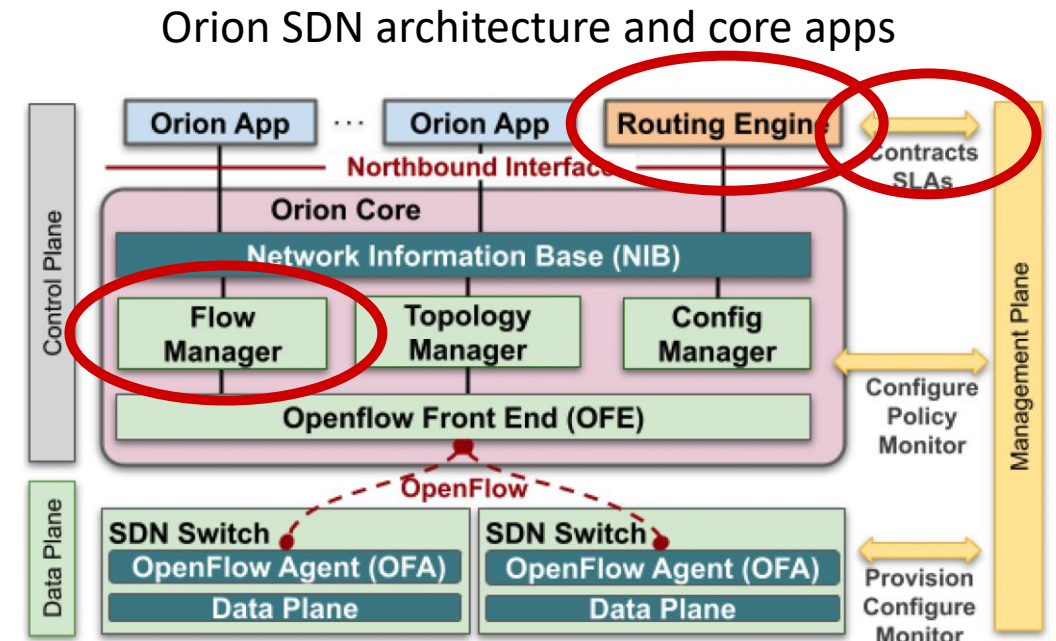 Orion SDN architecture and core apps
Orion App ... Orion App Routing Engine
Contracts
SLAs
Northbound Interface
Orion Core
Network Information Base (NIB)
Flow
Manager
Topology
Manager
Config
Manager
Openflow Front End (OFE)
Configure
Policy
Monitor
Control Plane
Management Plane
OpenFlow
SDN Switch
OpenFlow Agent (OFA)
Data Plane
SDN Switch
OpenFlow Agent (OFA)
Data Plane
Provision
Configure
Monitor
Data Plane